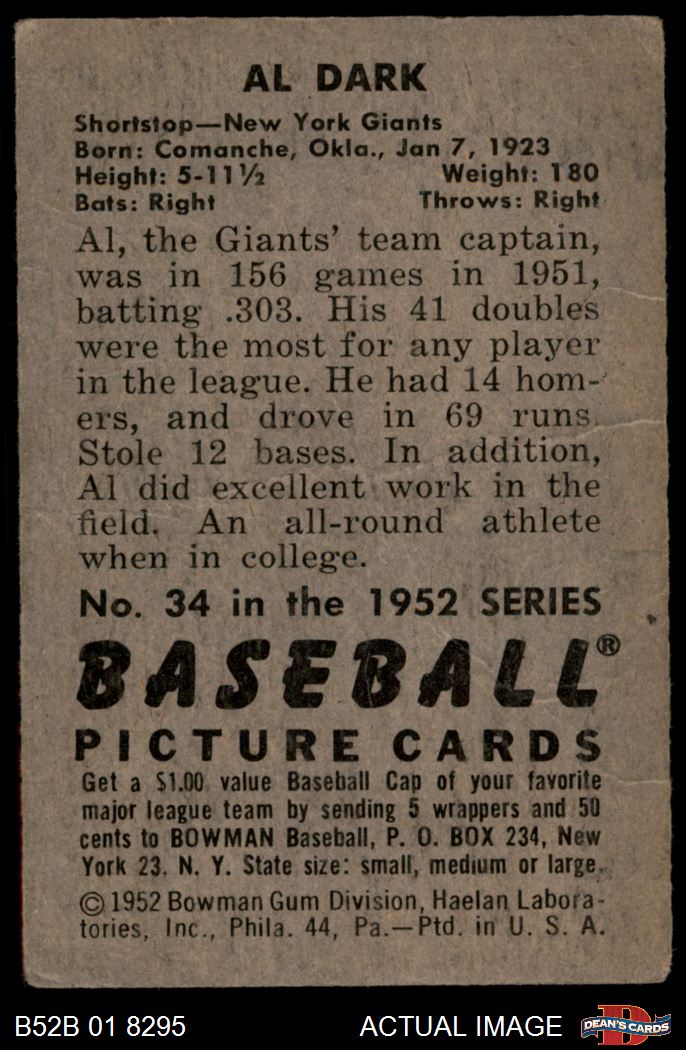 AL DARK
Shortstop—New York Giants
Born: Comanche, Okla., Jan 7, 1923
Height: 5-11½ Weight: 180
Bats: Right Throws: Right
Al, the Giants' team captain,
was in 156 games in 1951,
batting .303. His 41 doubles
were the most for any player
in the league. He had 14 hom-
ers, and drove in 69 runs.
Stole 12 bases. In addition,
Al did excellent work in the
field. An all-round athlete
when in college.
No. 34 in the 1952 SERIES
BASEBALL®
PICTURE CARDS
Get a $1.00 value Baseball Cap of your favorite
major league team by sending 5 wrappers and 50
cents to BOWMAN Baseball, P. O. BOX 234, New
York 23, N. Y. State size: small, medium or large.
©1952 Bowman Gum Division, Haelan Labora-
tories, Inc., Phila. 44, Pa.—Ptd. in U. S. A.
B52B 01 8295 ACTUAL IMAGE D DEAN'S CARDS